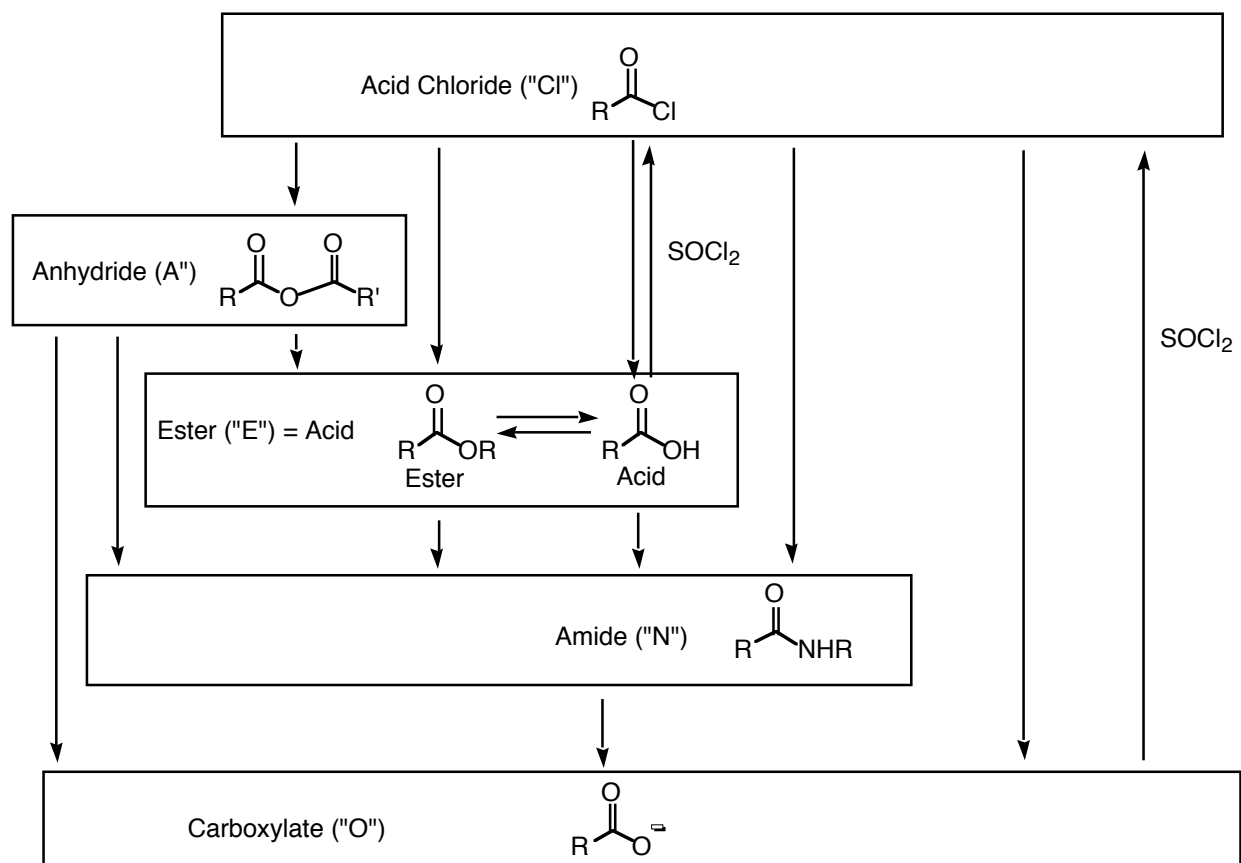 Acid Chloride ("Cl")
O
R
Cl
SOCl2
Anhydride (A")
O
O
R
O
R'
SOCl2
Ester ("E") = Acid
O
R
OR
Ester
O
R
OH
Acid
Amide ("N")
O
R
NHR
Carboxylate ("O")
O
R
O